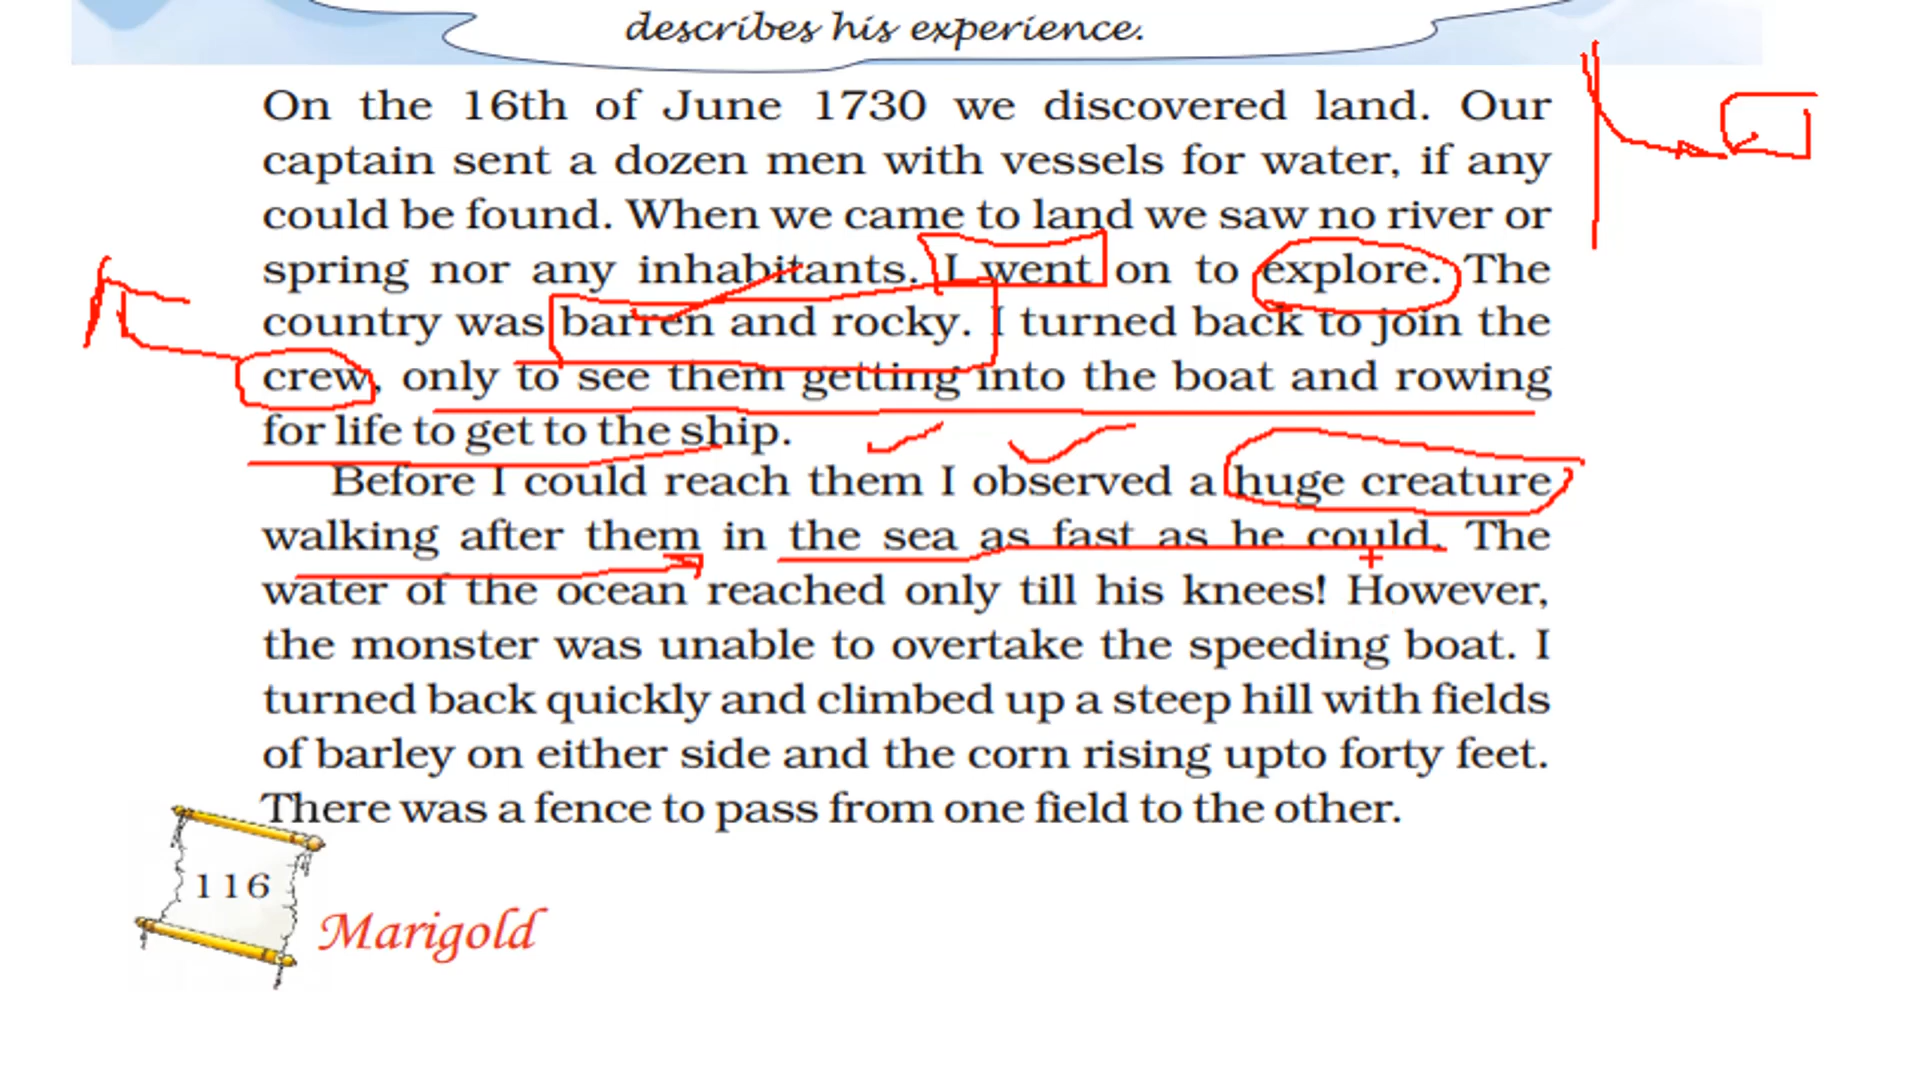 describes his experience.
On the 16th of June 1730 we discovered land. Our
captain sent a dozen men with vessels for water, if any
could be found. When we came to land we saw no river or
spring nor any inhabitants. I went on to explore. The
country was barren and rocky. I turned back to join the
crew, only to see them getting into the boat and rowing
for life to get to the ship.
Before I could reach them I observed a huge creature
walking after them in the sea as fast as he could. The
water of the ocean reached only till his knees! However,
the monster was unable to overtake the speeding boat. I
turned back quickly and climbed up a steep hill with fields
of barley on either side and the corn rising upto forty feet.
There was a fence to pass from one field to the other.
116
Marigold